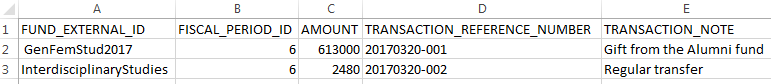 A B C D E
1 FUND_EXTERNAL_ID FISCAL_PERIOD_ID AMOUNT TRANSACTION_REFERENCE_NUMBER TRANSACTION_NOTE
2 GenFemStud2017 6 613000 20170320-001 Gift from the Alumni fund
3 InterdisciplinaryStudies 6 2480 20170320-002 Regular transfer